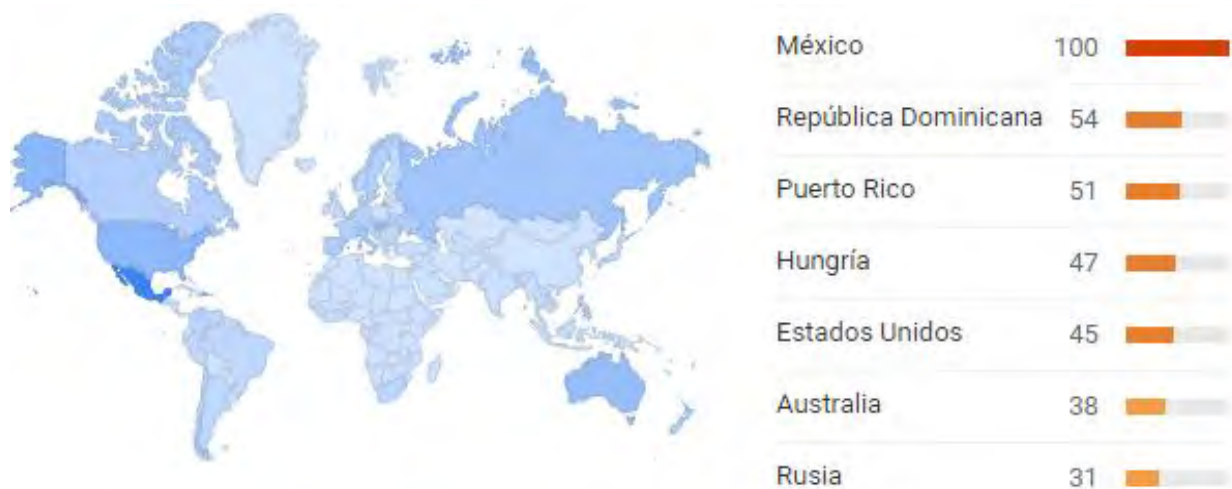 México 100
República Dominicana 54
Puerto Rico 51
Hungría 47
Estados Unidos 45
Australia 38
Rusia 31